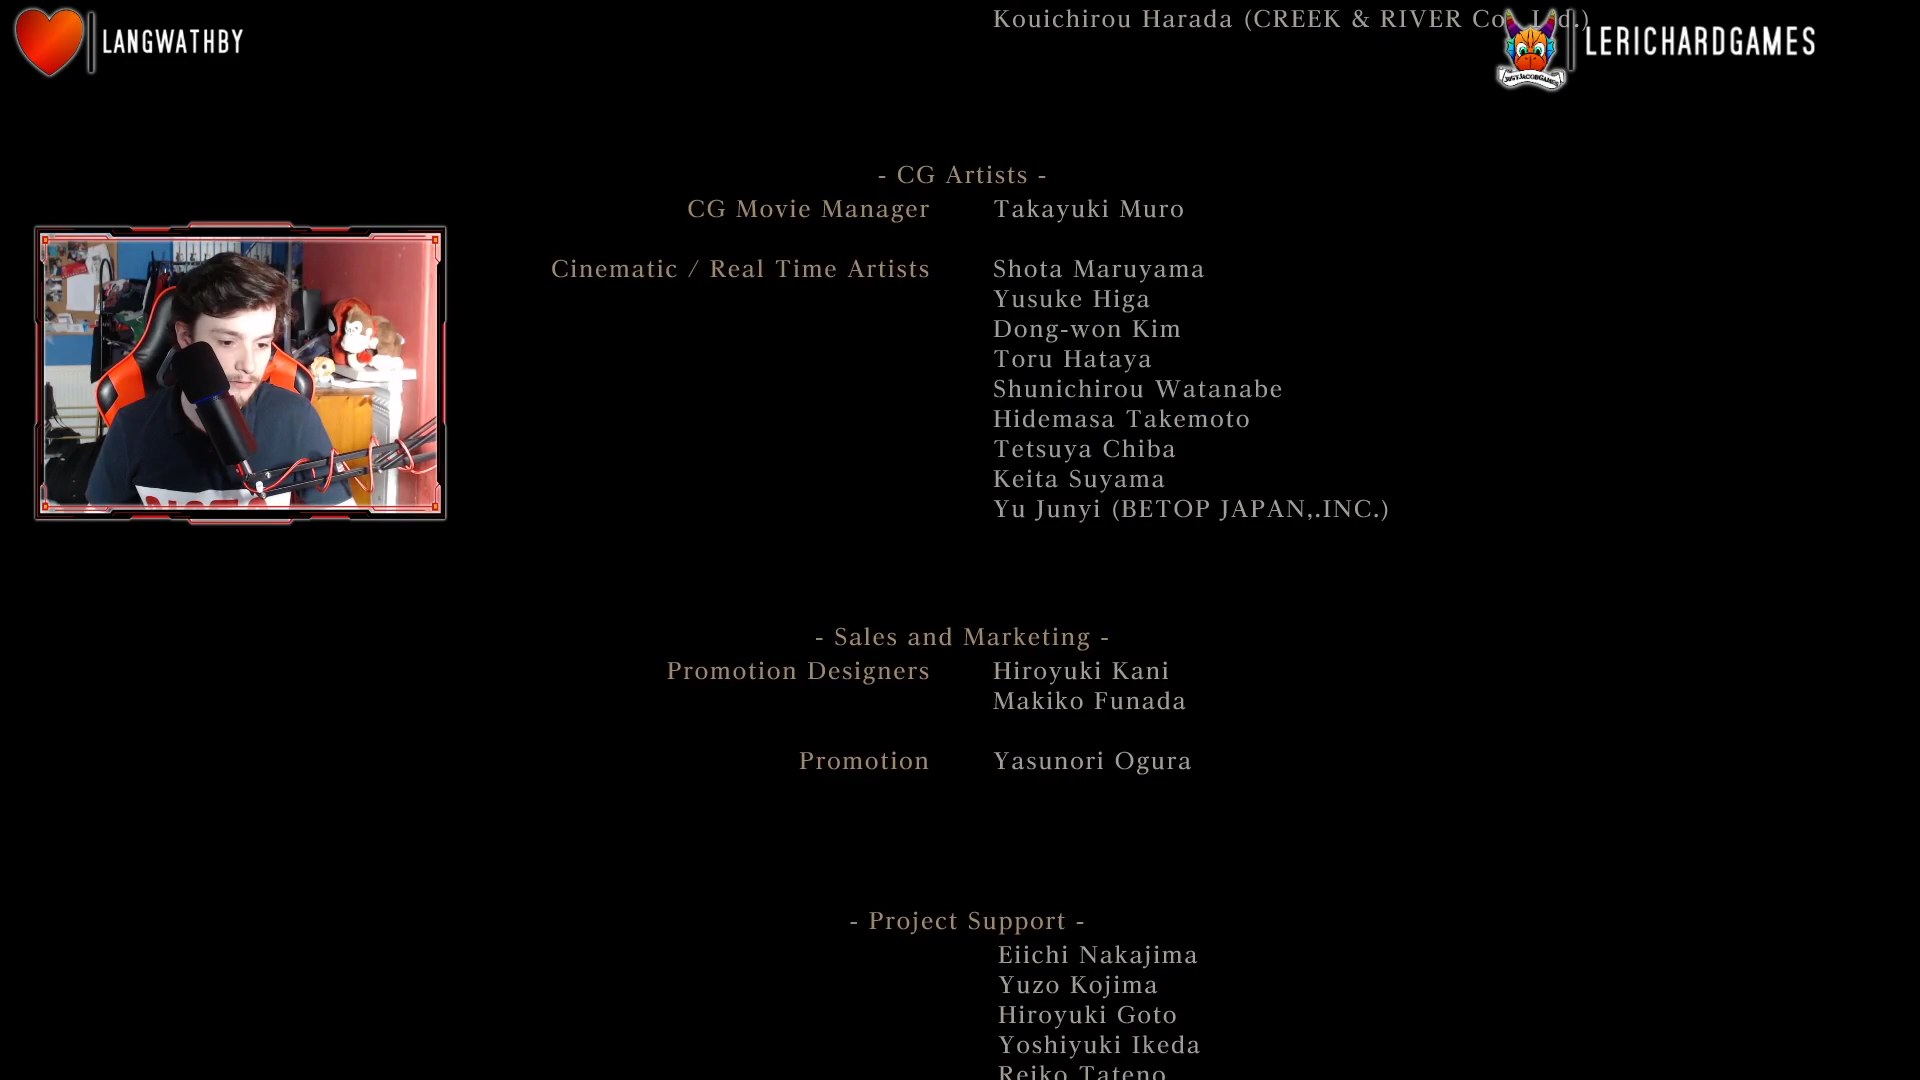 Kouichirou Harada (CREEK & RIVER Co., Ltd.)
LANGWATHBY
LERICHARDGAMES
JUSTJACOBGAMES
- CG Artists -
CG Movie Manager Takayuki Muro
Cinematic / Real Time Artists Shota Maruyama
Yusuke Higa
Dong-won Kim
Toru Hataya
Shunichirou Watanabe
Hidemasa Takemoto
Tetsuya Chiba
Keita Suyama
Yu Junyi (BETOP JAPAN,.INC.)
- Sales and Marketing -
Promotion Designers Hiroyuki Kani
Makiko Funada
Promotion Yasunori Ogura
- Project Support -
Eiichi Nakajima
Yuzo Kojima
Hiroyuki Goto
Yoshiyuki Ikeda
Reiko Tateno